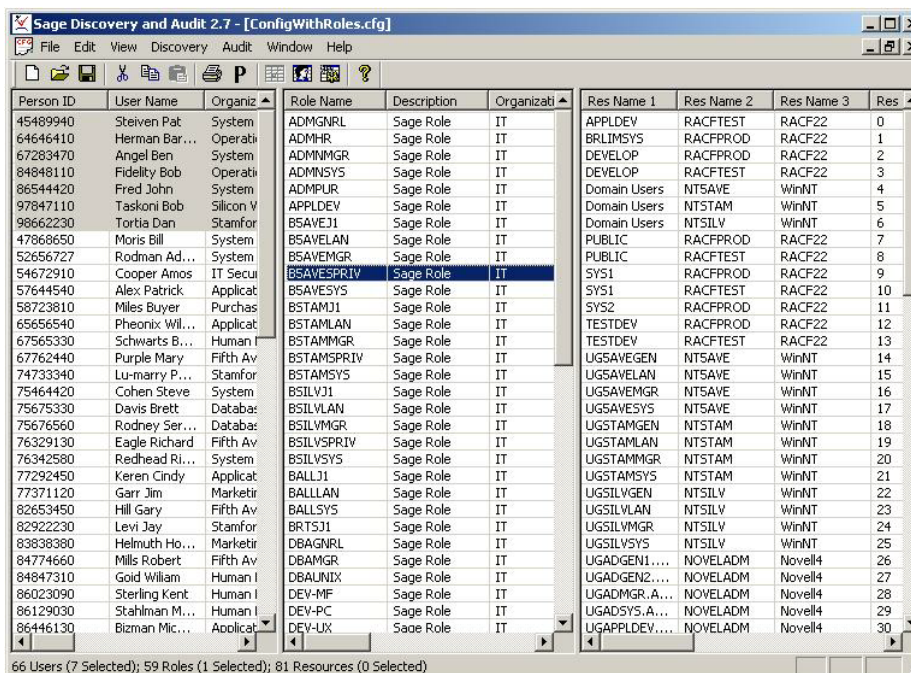 Sage Discovery and Audit 2.7 - [ConfigWithRoles.cfg]
File Edit View Discovery Audit Window Help
P
Person ID User Name Organiz Role Name Description Organizati Res Name 1 Res Name 2 Res Name 3 Res
45489940 Steiven Pat System ADMGNRL Sage Role IT APPLDEV RACFTEST RACF22 0
64646410 Herman Bar... Operati ADMHR Sage Role IT BRLIMSYS RACFPROD RACF22 1
67283470 Angel Ben System ADMNMGR Sage Role IT DEVELOP RACFPROD RACF22 2
84848110 Fidelity Bob Operati ADMNSYS Sage Role IT DEVELOP RACFTEST RACF22 3
86544420 Fred John System ADMPUR Sage Role IT Domain Users NT5AVE WinNT 4
97847110 Taskoni Bob Silicon V APPLDEV Sage Role IT Domain Users NTSTAM WinNT 5
98662230 Tortia Dan Stamfor B5AVEJ1 Sage Role IT Domain Users NTSILV WinNT 6
47868650 Moris Bill System B5AVELAN Sage Role IT PUBLIC RACFPROD RACF22 7
52656727 Rodman Ad... System B5AVEMGR Sage Role IT PUBLIC RACFTEST RACF22 8
54672910 Cooper Amos IT Secur B5AVESPRIV Sage Role IT SYS1 RACFPROD RACF22 9
57644540 Alex Patrick Applicat B5AVESYS Sage Role IT SYS1 RACFTEST RACF22 10
58723810 Miles Buyer Purchas BSTAMJ1 Sage Role IT SYS2 RACFPROD RACF22 11
65656540 Pheonix Wil... Applicat BSTAMLAN Sage Role IT TESTDEV RACFPROD RACF22 12
67565330 Schwarts B... Human BSTAMMGR Sage Role IT TESTDEV RACFTEST RACF22 13
67762440 Purple Mary Fifth Av BSTAMSPRIV Sage Role IT UG5AVEGEN NT5AVE WinNT 14
74733340 Lu-marry P... Stamfor BSTAMSYS Sage Role IT UG5AVELAN NT5AVE WinNT 15
75464420 Cohen Steve System BSILVJ1 Sage Role IT UG5AVEMGR NT5AVE WinNT 16
75675330 Davis Brett Databas BSILVLAN Sage Role IT UG5AVESYS NT5AVE WinNT 17
75676560 Rodney Ser... Databas BSILVMGR Sage Role IT UGSTAMGEN NTSTAM WinNT 18
76329130 Eagle Richard Fifth Av BSILVSPRIV Sage Role IT UGSTAMLAN NTSTAM WinNT 19
76342580 Redhead Ri... System BSILVSYS Sage Role IT UGSTAMMGR NTSTAM WinNT 20
77292450 Keren Cindy Applicat BALLJ1 Sage Role IT UGSTAMSYS NTSTAM WinNT 21
77371120 Garr Jim Marketir BALLLAN Sage Role IT UGSILVGEN NTSILV WinNT 22
82653450 Hill Gary Fifth Av BALLSYS Sage Role IT UGSILVLAN NTSILV WinNT 23
82922230 Levi Jay Stamfor BRTSJ1 Sage Role IT UGSILVMGR NTSILV WinNT 24
83838380 Helmuth Ho... Marketir DBAGNRL Sage Role IT UGSILVSYS NTSILV WinNT 25
84774660 Mills Robert Fifth Av DBAMGR Sage Role IT UGADGEN1.... NOVELADM Novell4 26
84847310 Goid Wiliam Human DBAUNIX Sage Role IT UGADGEN2.... NOVELADM Novell4 27
86023090 Sterling Kent Human DEV-MF Sage Role IT UGADMGR.A... NOVELADM Novell4 28
86129030 Stahlman M... Human DEV-PC Sage Role IT UGADSYS.A... NOVELADM Novell4 29
86446130 Bizman Mic... Applicat DEV-UX Sage Role IT UGAPPLDEV.... NOVELADM Novell4 30
66 Users (7 Selected); 59 Roles (1 Selected); 81 Resources (0 Selected)